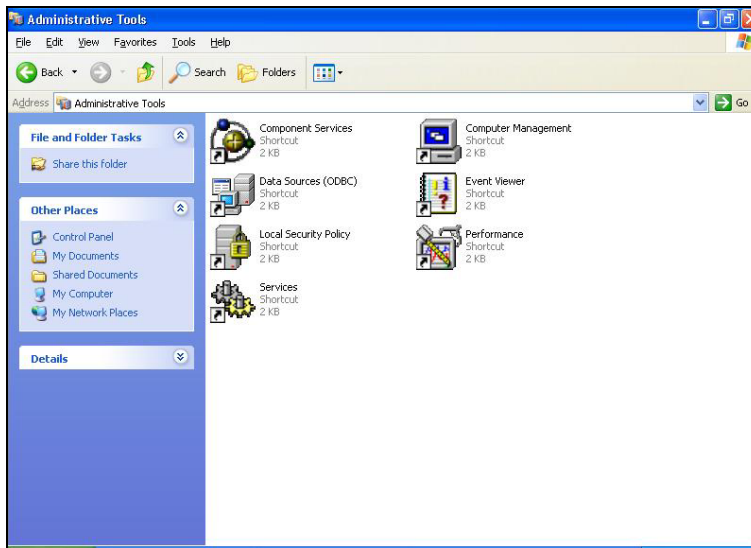 Administrative Tools
File Edit View Favorites Tools Help
Back Search Folders
Address Administrative Tools Go
File and Folder Tasks
Share this folder
Other Places
Control Panel
My Documents
Shared Documents
My Computer
My Network Places
Details
Component Services
Shortcut
2 KB
Computer Management
Shortcut
2 KB
Data Sources (ODBC)
Shortcut
2 KB
Event Viewer
Shortcut
2 KB
Local Security Policy
Shortcut
2 KB
Performance
Shortcut
2 KB
Services
Shortcut
2 KB